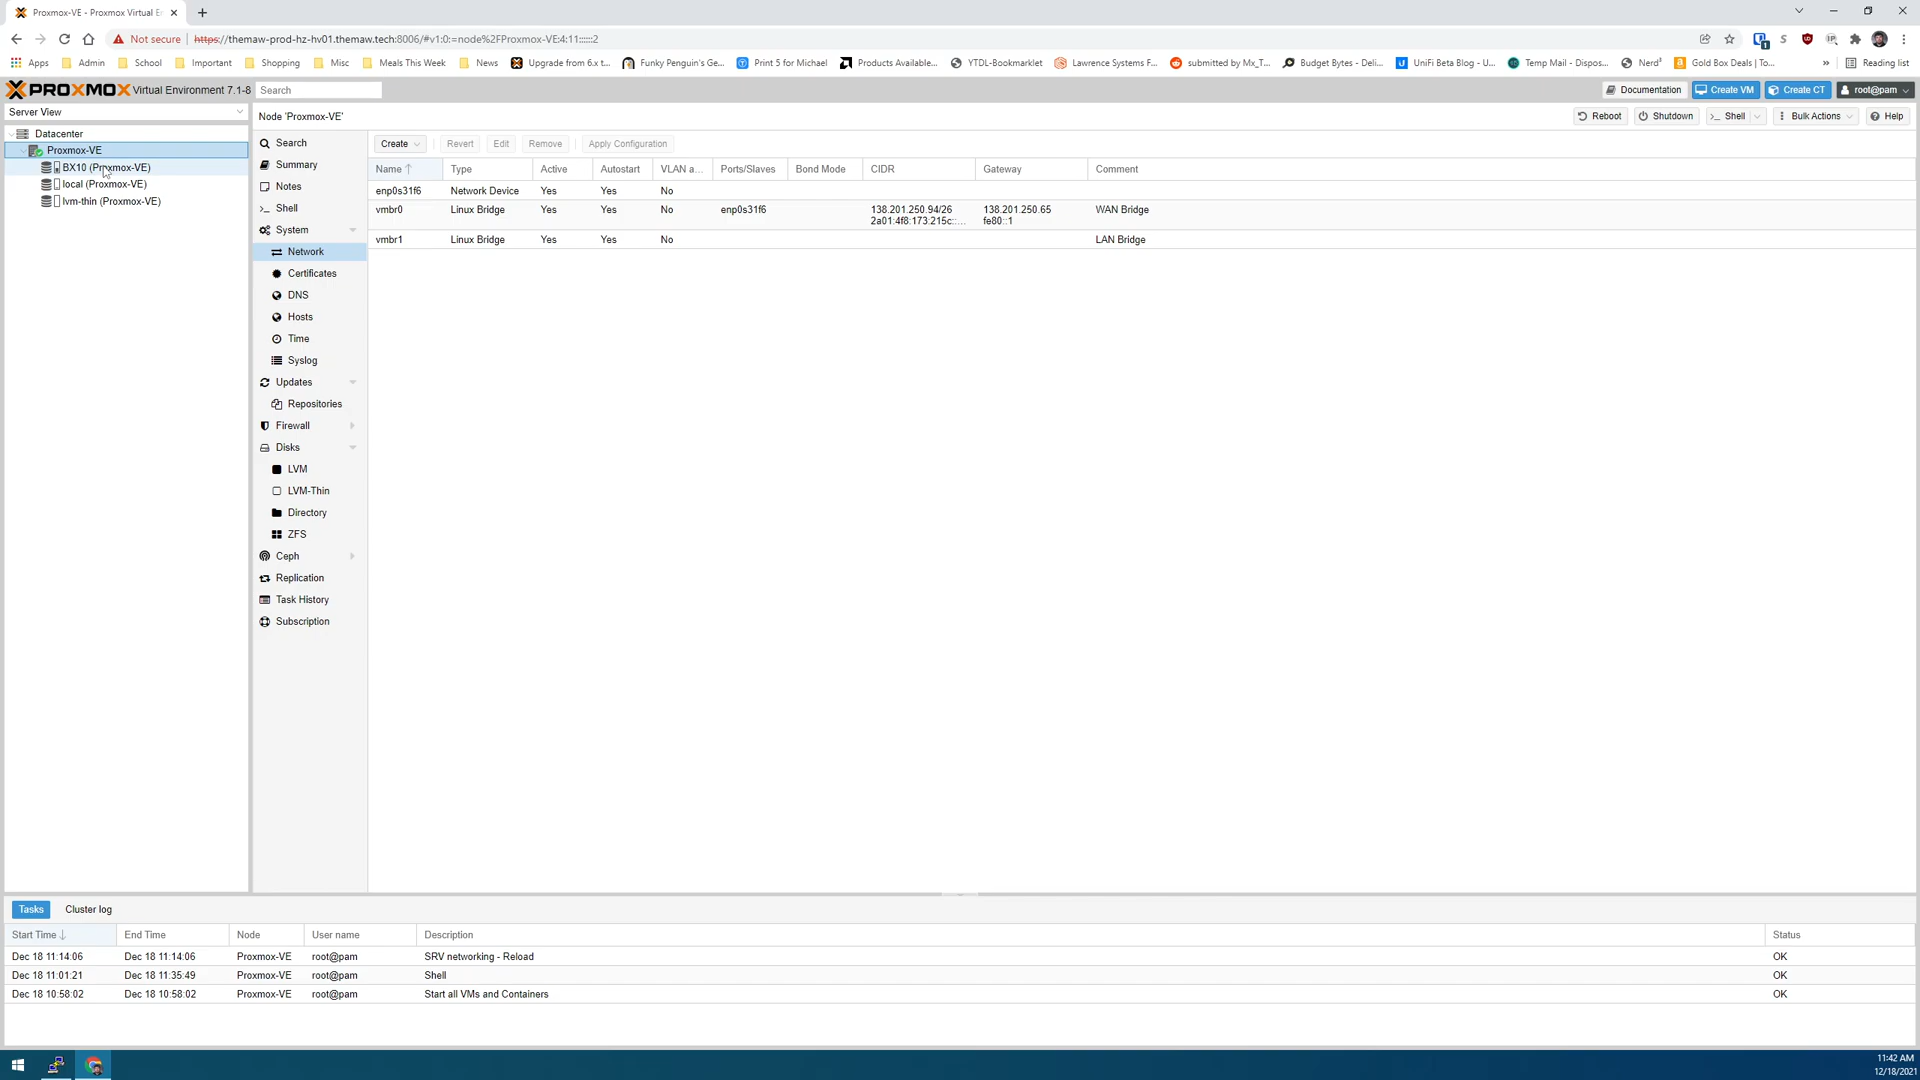 Proxmox-VE - Proxmox Virtual E
Not secure
https://themaw-prod-hz-hv01.themaw.tech:8006/#v1:0:=node%2FProxmox-VE:4:11::::::2
Apps
Admin
School
Important
Shopping
Misc
Meals This Week
News
Upgrade from 6.x t...
Funky Penguin's Ge...
Print 5 for Michael
Products Available...
YTDL-Bookmarklet
Lawrence Systems F...
submitted by Mx_T...
Budget Bytes - Deli...
UniFi Beta Blog - U...
Temp Mail - Dispos...
Nerd³
Gold Box Deals | To...
»
Reading list
PROXMOX Virtual Environment 7.1-8
Search
Documentation
Create VM
Create CT
root@pam
Server View
Node 'Proxmox-VE'
Reboot
Shutdown
Shell
Bulk Actions
Help
Datacenter
Proxmox-VE
BX10 (Proxmox-VE)
local (Proxmox-VE)
lvm-thin (Proxmox-VE)
Search
Summary
Notes
Shell
System
Network
Certificates
DNS
Hosts
Time
Syslog
Updates
Repositories
Firewall
Disks
LVM
LVM-Thin
Directory
ZFS
Ceph
Replication
Task History
Subscription
Create
Revert
Edit
Remove
Apply Configuration
Name Type Active Autostart VLAN a... Ports/Slaves Bond Mode CIDR Gateway Comment
enp0s31f6 Network Device Yes Yes No
vmbr0 Linux Bridge Yes Yes No enp0s31f6 138.201.250.94/26 138.201.250.65 WAN Bridge
2a01:4f8:173:215c::... fe80::1
vmbr1 Linux Bridge Yes Yes No LAN Bridge
Tasks
Cluster log
Start Time End Time Node User name Description Status
Dec 18 11:14:06 Dec 18 11:14:06 Proxmox-VE root@pam SRV networking - Reload OK
Dec 18 11:01:21 Dec 18 11:35:49 Proxmox-VE root@pam Shell OK
Dec 18 10:58:02 Dec 18 10:58:02 Proxmox-VE root@pam Start all VMs and Containers OK
11:42 AM
12/18/2021